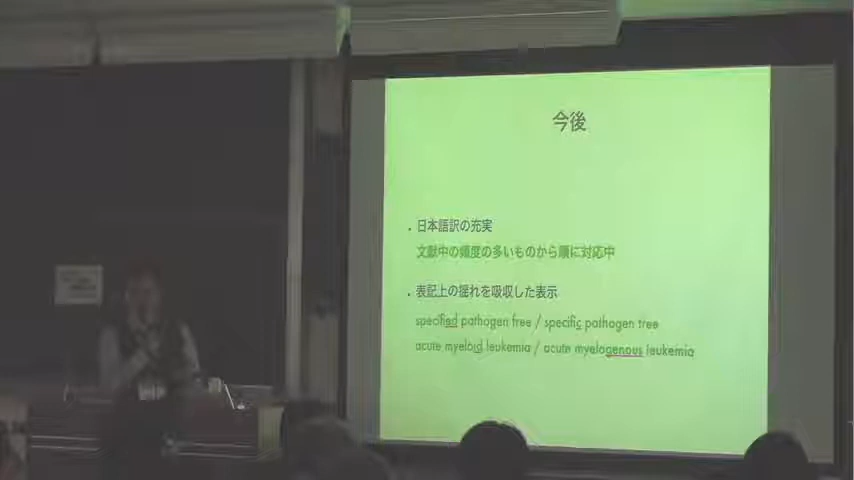 今後
・日本語訳の充実
文献中の頻度の多いものから順に対応中
・表記上の揺れを吸収した表示
specified pathogen free / specific pathogen tree
acute myeloid leukemia / acute myelogenous leukemia